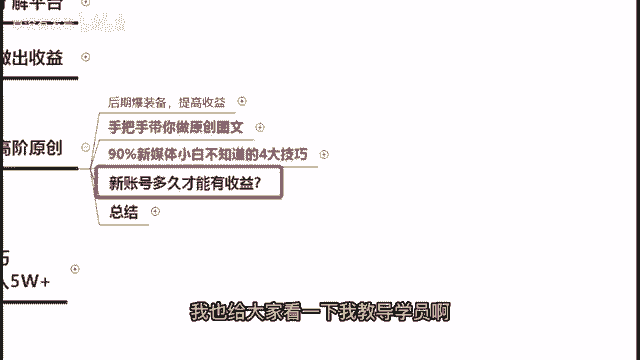 了解平台
做出收益
后期爆装备，提高收益
手把手带你做原创图文
高阶原创
90%新媒体小白不知道的4大技巧
新账号多久才能有收益?
总结
巧
入5W+
我也给大家看一下我教导学员啊